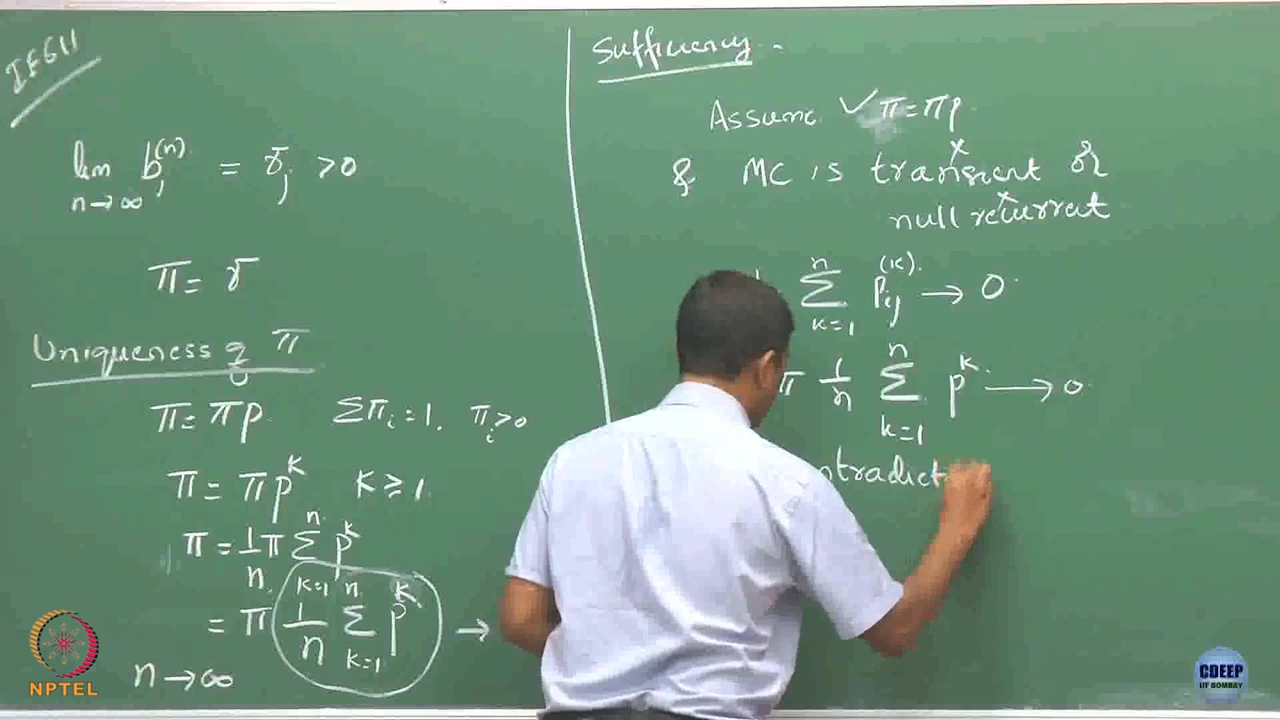 IE611
lim b_j^(n) = γ_j > 0
n→∞
π = γ
Uniqueness of π
π = πp Σπ_i = 1, π_i > 0
π = πp^k k ≥ 1
π = 1/n π Σ_{k=1}^{n} p^k
= π 1/n Σ_{k=1}^{n} p^k →
n→∞
Sufficiency.
Assume ✓ π = πp
& MC is transient or
null recurrent
Σ_{k=1}^{n} p_ij^(k) → 0
π 1/n Σ_{k=1}^{n} p^k → 0
ntradict
NPTEL
CDEEP
IIT BOMBAY